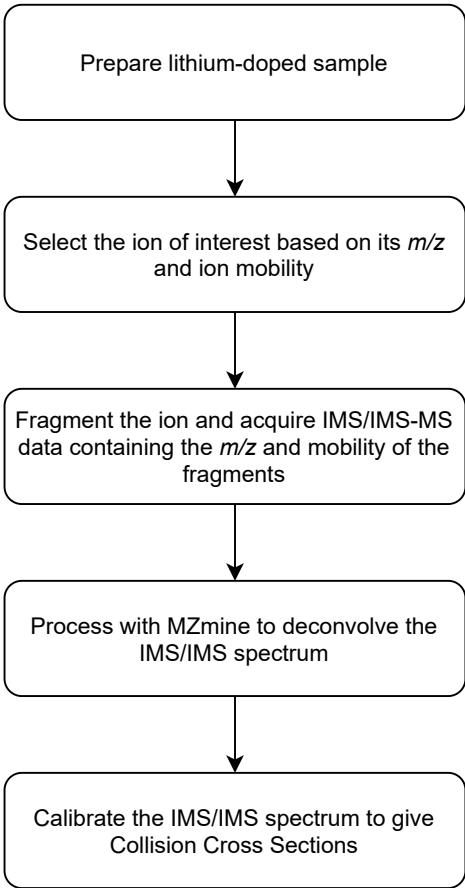 Prepare lithium-doped sample
Select the ion of interest based on its m/z
and ion mobility
Fragment the ion and acquire IMS/IMS-MS
data containing the m/z and mobility of the
fragments
Process with MZmine to deconvolve the
IMS/IMS spectrum
Calibrate the IMS/IMS spectrum to give
Collision Cross Sections